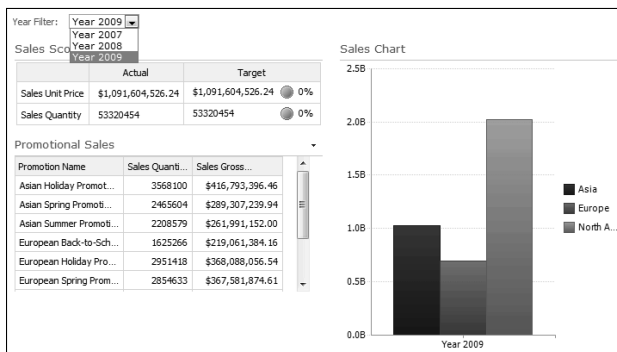 Year Filter: Year 2009
Year 2007
Year 2008
Year 2009
Sales Sco
Actual Target
Sales Unit Price $1,091,604,526.24 $1,091,604,526.24 0%
Sales Quantity 53320454 53320454 0%
Promotional Sales
Promotion Name Sales Quanti... Sales Gross...
Asian Holiday Promot... 3568100 $416,793,396.46
Asian Spring Promoti... 2465604 $289,307,239.94
Asian Summer Promoti... 2208579 $261,991,152.00
European Back-to-Sch... 1625266 $219,061,384.16
European Holiday Pro... 2951418 $368,088,056.54
European Spring Prom... 2854633 $367,581,874.61
Sales Chart
2.5B
2.0B
1.5B
1.0B
0.5B
0.0B
Year 2009
Asia
Europe
North A...